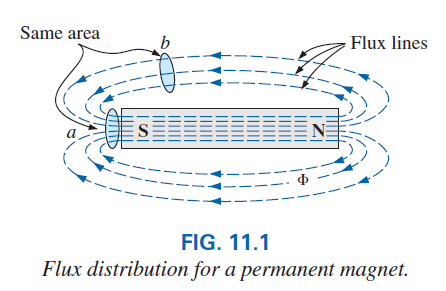 Same area
b
Flux lines
a
S
N
Φ
FIG. 11.1
Flux distribution for a permanent magnet.